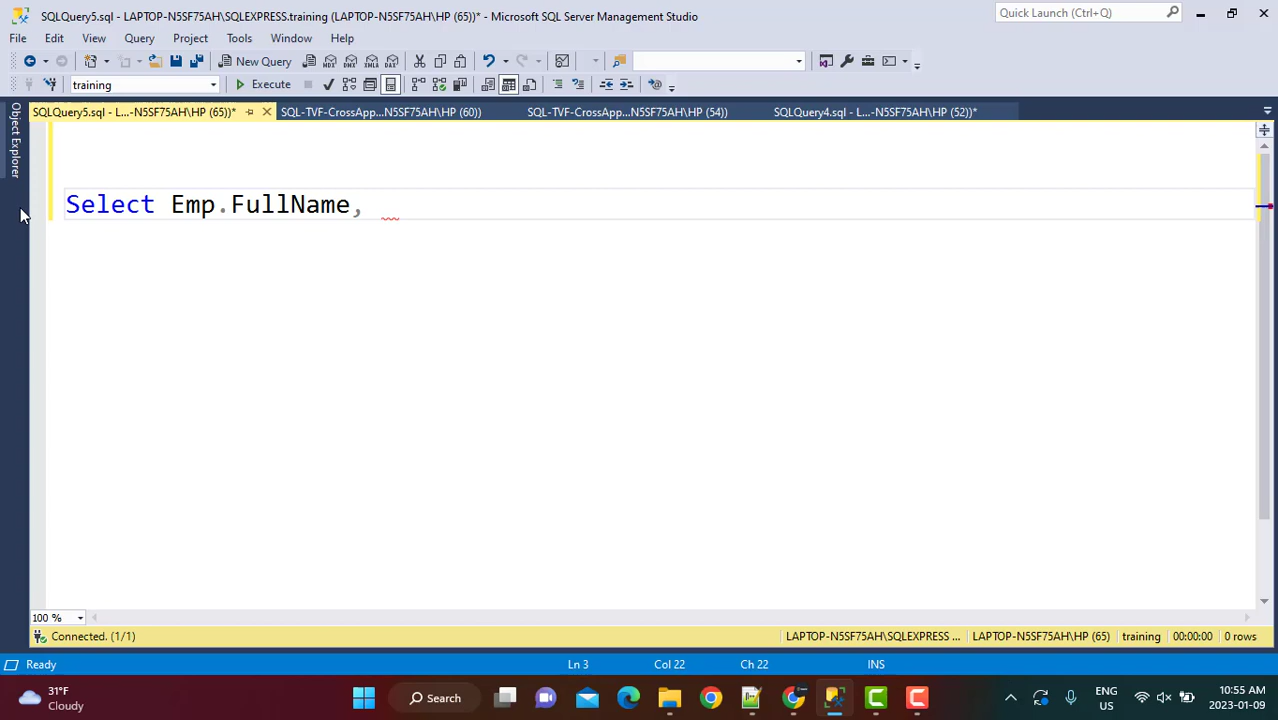 SQLQuery5.sql - LAPTOP-N5SF75AH\SQLEXPRESS.training (LAPTOP-N5SF75AH\HP (65))* - Microsoft SQL Server Management Studio
Quick Launch (Ctrl+Q)
File Edit View Query Project Tools Window Help
New Query
training
Execute
SQLQuery5.sql - L...-N5SF75AH\HP (65))*
SQL-TVF-CrossApp...N5SF75AH\HP (60))
SQL-TVF-CrossApp...N5SF75AH\HP (54))
SQLQuery4.sql - L...-N5SF75AH\HP (52))*
Object Explorer
Select Emp.FullName,
100 %
Connected. (1/1)
LAPTOP-N5SF75AH\SQLEXPRESS ...
LAPTOP-N5SF75AH\HP (65)
training
00:00:00
0 rows
Ready
Ln 3
Col 22
Ch 22
INS
31°F
Cloudy
Search
ENG
US
10:55 AM
2023-01-09